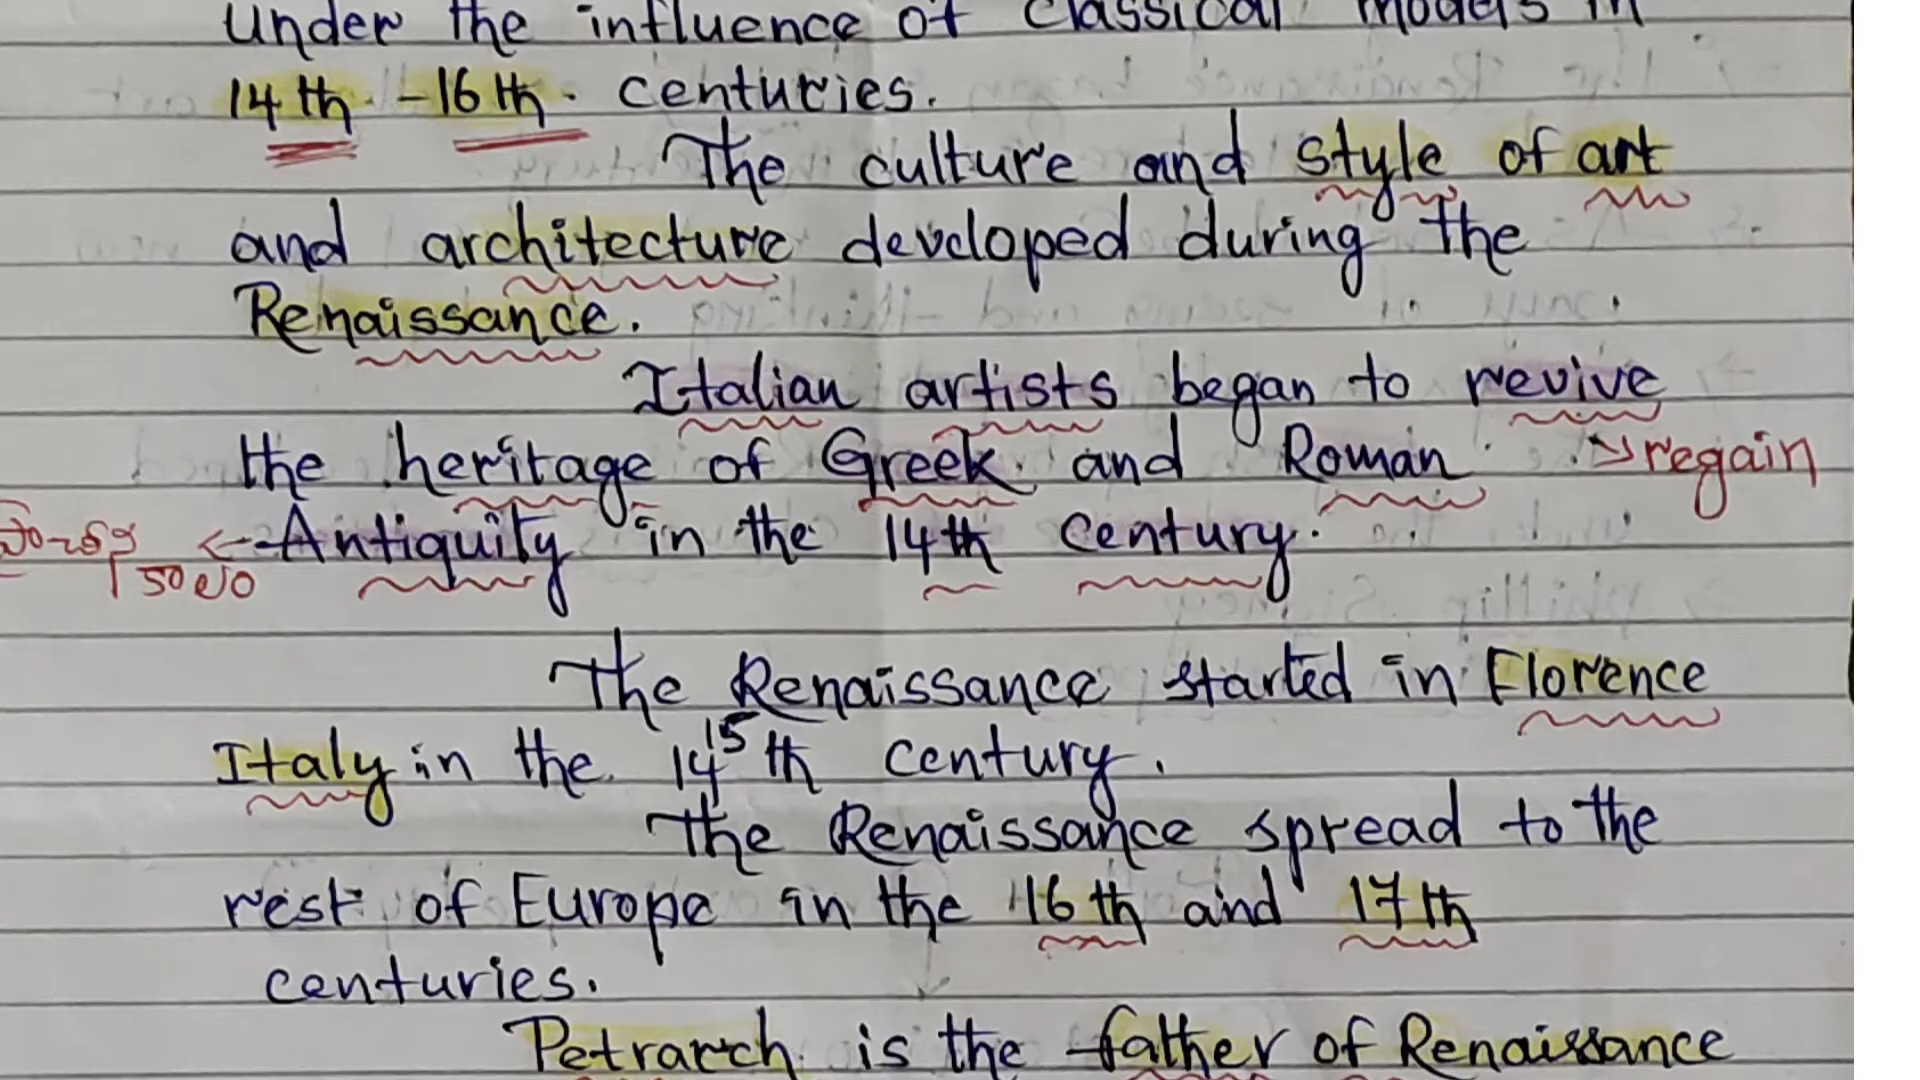 Under the influence of Classical models in
14th - 16th centuries.
The culture and style of art
and architecture developed during the
Renaissance.
Italian artists began to revive
the heritage of Greek and Roman → regain
← Antiquity in the 14th century.
The Renaissance started in Florence
Italy in the 14 15 th century.
The Renaissance spread to the
rest of Europe in the 16th and 17th
centuries.
Petrarch is the father of Renaissance